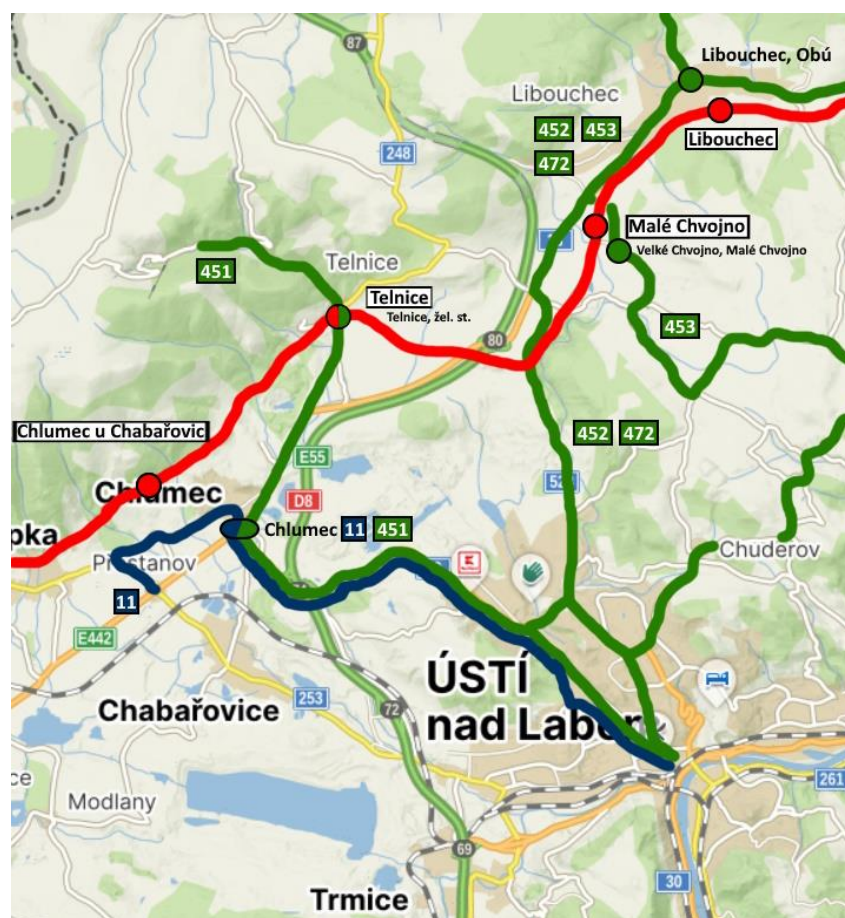 87
Libouchec, Obú
Libouchec
452 453
Libouchec
248
472
Malé Chvojno
Velké Chvojno, Malé Chvojno
451
Telnice
Telnice
Telnice, žel. st.
453
80
Chlumec u Chabařovic
452 472
E55
Chlumec
D8
Chlumec 11 451
Chuderov
11
E442
ÚSTÍ
nad Labem
253
Chabařovice
72
Modlany
261
69
30
Trmice